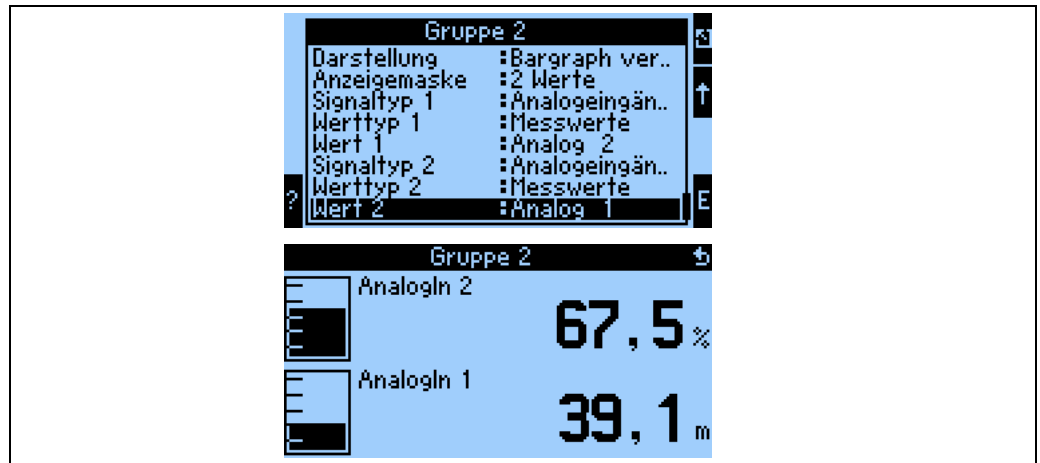 Gruppe 2
Darstellung :Bargraph ver..
Anzeigemaske :2 Werte
Signaltyp 1 :Analogeingän..
Werttyp 1 :Messwerte
Wert 1 :Analog 2
Signaltyp 2 :Analogeingän..
Werttyp 2 :Messwerte
? Wert 2 :Analog 1 E
Gruppe 2
AnalogIn 2
67,5 %
AnalogIn 1
39,1 m